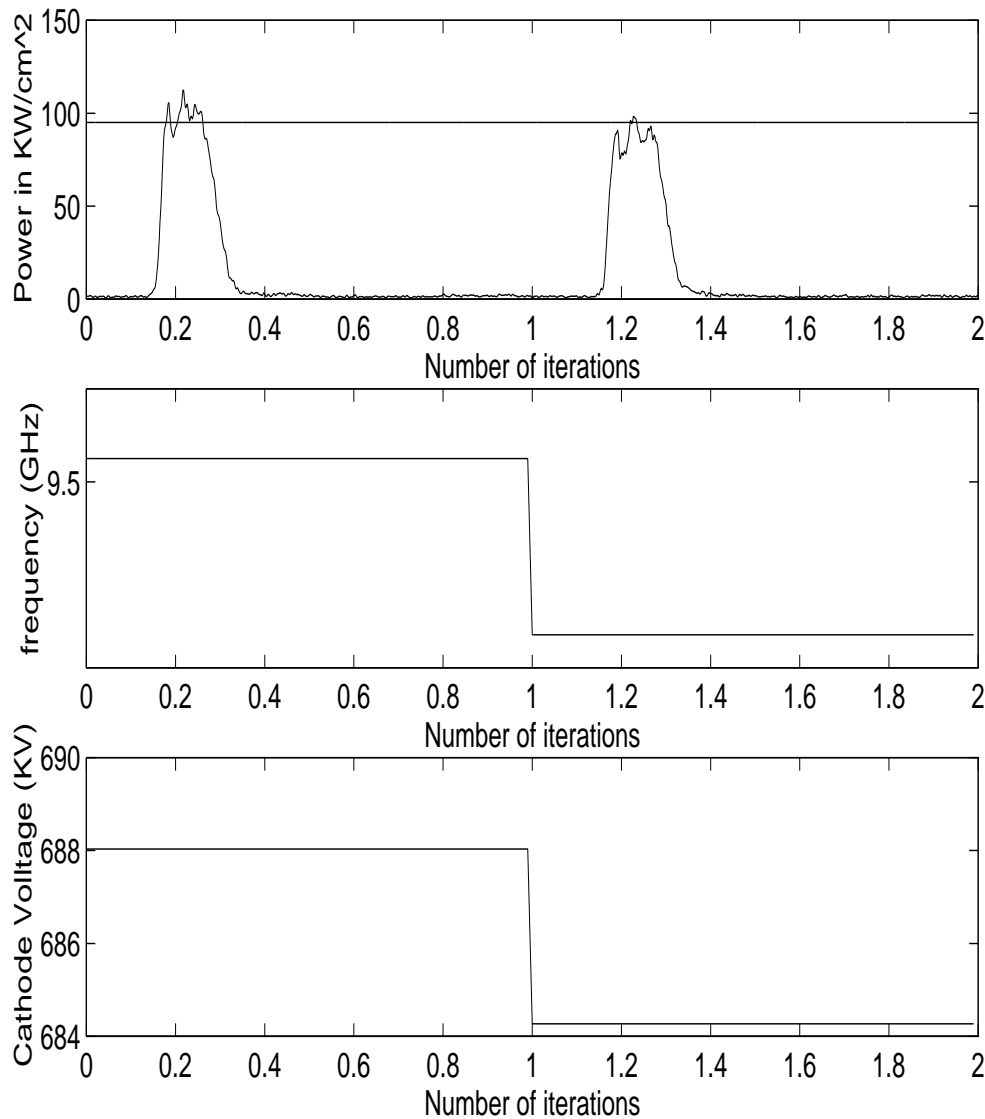 Power in KW/cm^2
150
100
50
0
0 0.2 0.4 0.6 0.8 1 1.2 1.4 1.6 1.8 2
Number of iterations
frequency (GHz)
9.5
0 0.2 0.4 0.6 0.8 1 1.2 1.4 1.6 1.8 2
Number of iterations
Cathode Volltage (KV)
690
688
686
684
0 0.2 0.4 0.6 0.8 1 1.2 1.4 1.6 1.8 2
Number of iterations